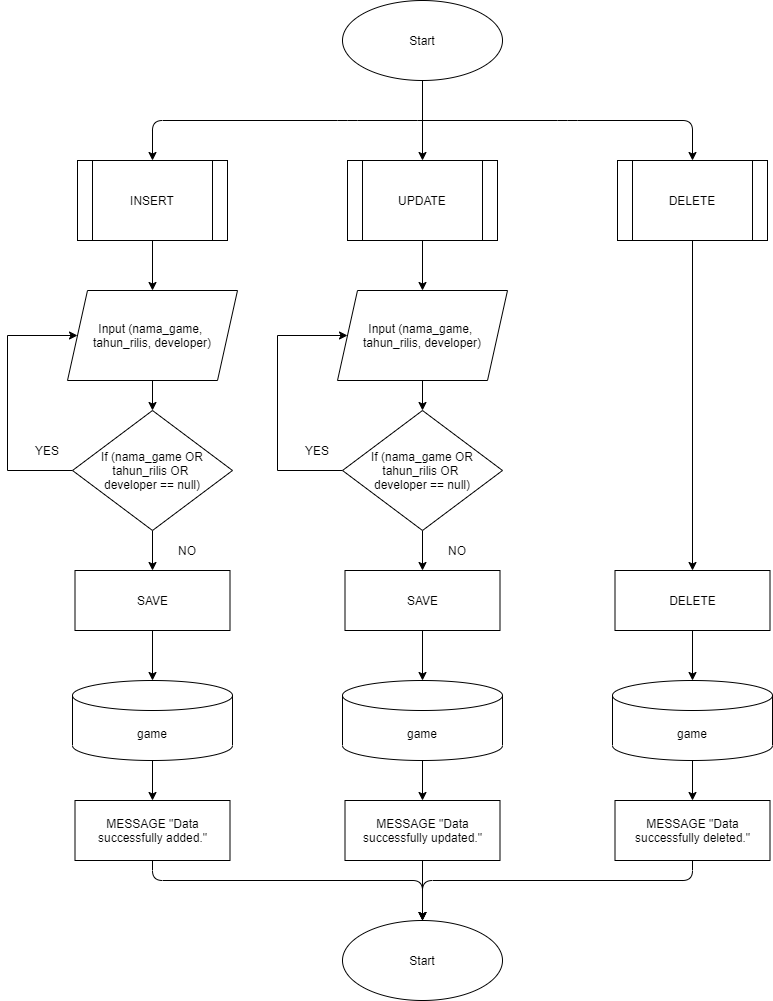 Start
INSERT
UPDATE
DELETE
Input (nama_game,
tahun_rilis, developer)
Input (nama_game,
tahun_rilis, developer)
YES
If (nama_game OR
tahun_rilis OR
developer == null)
YES
If (nama_game OR
tahun_rilis OR
developer == null)
NO
NO
SAVE
SAVE
DELETE
game
game
game
MESSAGE "Data
successfully added."
MESSAGE "Data
successfully updated."
MESSAGE "Data
successfully deleted."
Start